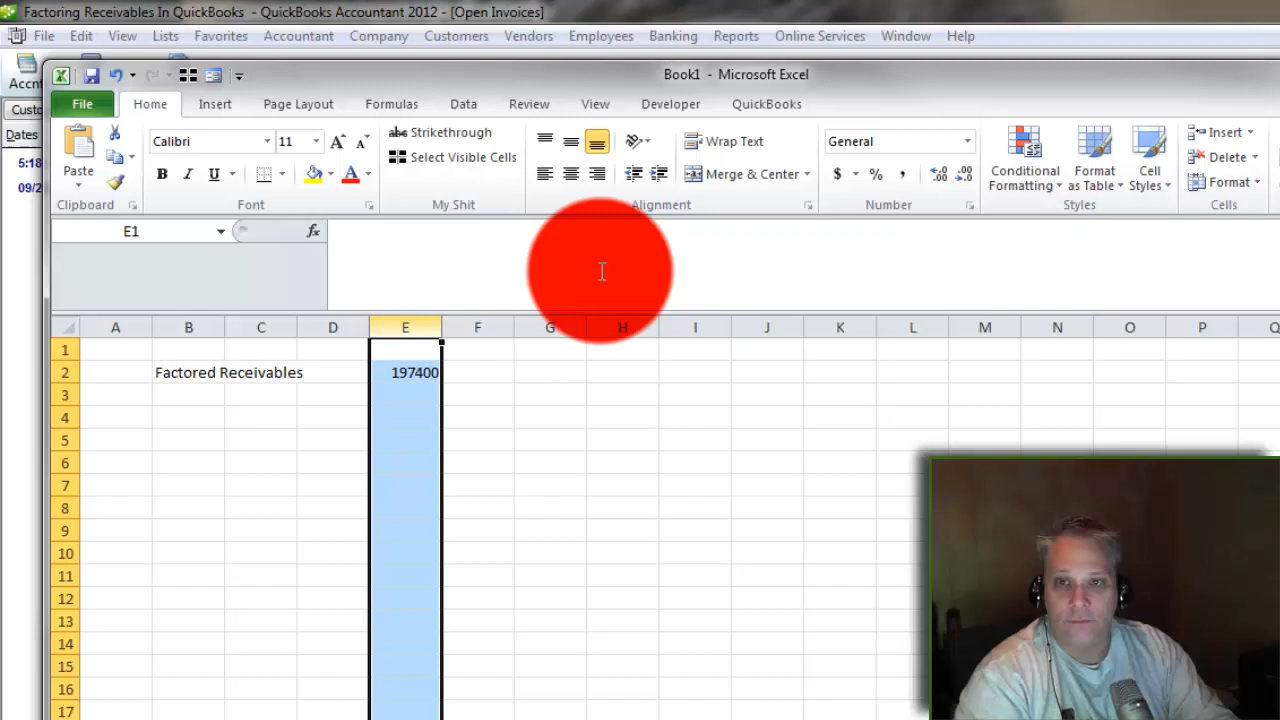 Factoring Receivables In QuickBooks - QuickBooks Accountant 2012 - [Open Invoices]
File Edit View Lists Favorites Accountant Company Customers Vendors Employees Banking Reports Online Services Window Help
Accnt
Book1 - Microsoft Excel
File Home Insert Page Layout Formulas Data Review View Developer QuickBooks
Custo
Dates
5:18
09/2
Paste
Clipboard
Calibri 11 A A
B I U A
Font
abc Strikethrough
Select Visible Cells
My Shit
Wrap Text
Merge & Center
Alignment
General
$ % , .00 .00
Number
Conditional Formatting
Format as Table
Cell Styles
Styles
Insert
Delete
Format
Cells
E1 fx
A B C D E F G H I J K L M N O P Q
1
2 Factored Receivables 197400
3
4
5
6
7
8
9
10
11
12
13
14
15
16
17